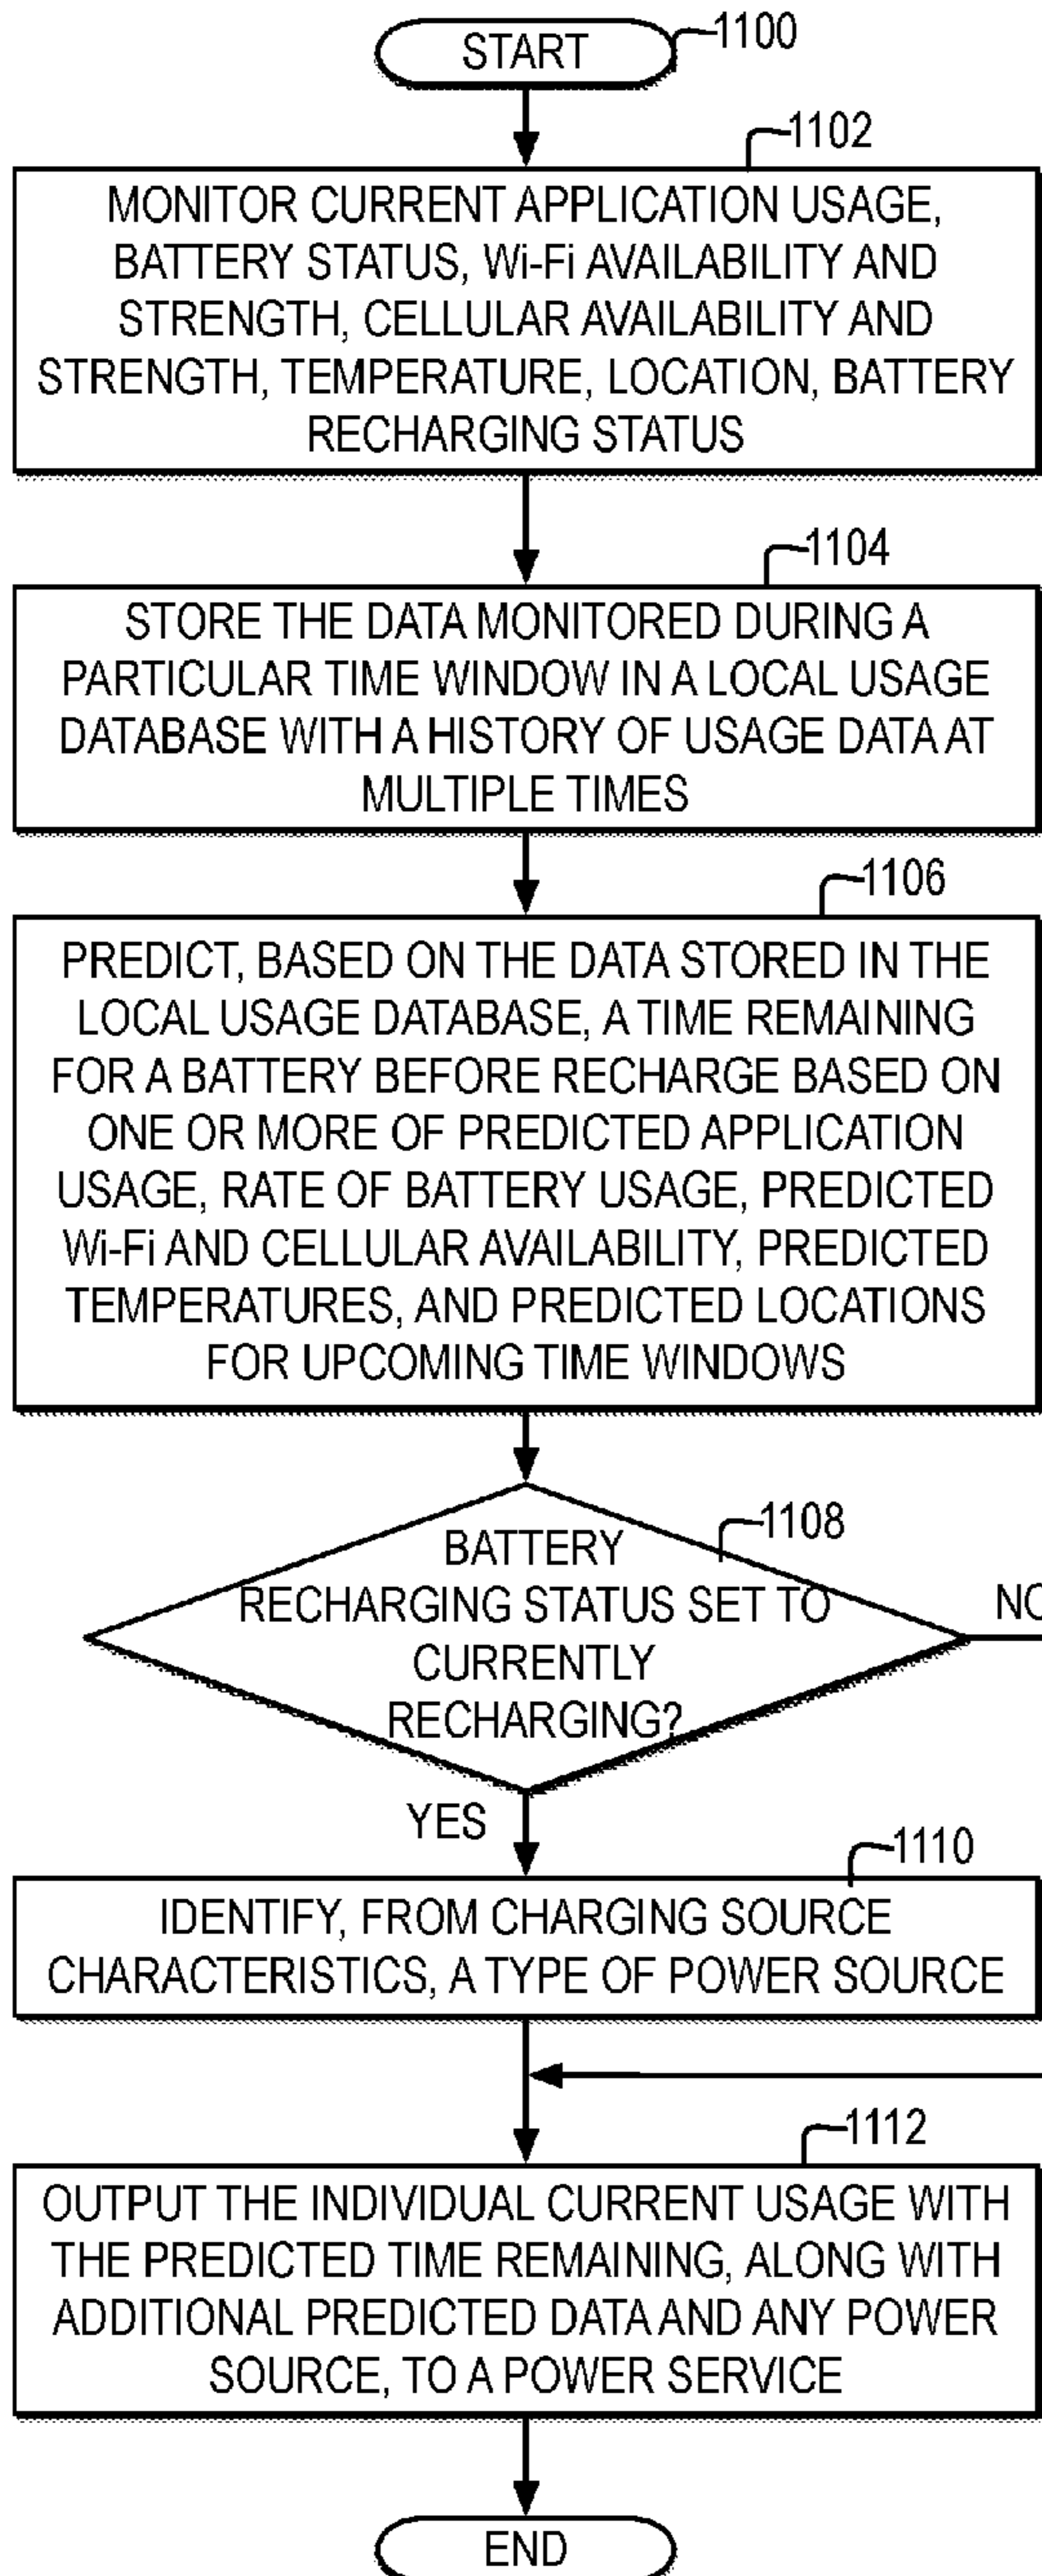 START
1100
1102
MONITOR CURRENT APPLICATION USAGE,
BATTERY STATUS, Wi-Fi AVAILABILITY AND
STRENGTH, CELLULAR AVAILABILITY AND
STRENGTH, TEMPERATURE, LOCATION, BATTERY
RECHARGING STATUS
1104
STORE THE DATA MONITORED DURING A
PARTICULAR TIME WINDOW IN A LOCAL USAGE
DATABASE WITH A HISTORY OF USAGE DATA AT
MULTIPLE TIMES
1106
PREDICT, BASED ON THE DATA STORED IN THE
LOCAL USAGE DATABASE, A TIME REMAINING
FOR A BATTERY BEFORE RECHARGE BASED ON
ONE OR MORE OF PREDICTED APPLICATION
USAGE, RATE OF BATTERY USAGE, PREDICTED
Wi-Fi AND CELLULAR AVAILABILITY, PREDICTED
TEMPERATURES, AND PREDICTED LOCATIONS
FOR UPCOMING TIME WINDOWS
1108
BATTERY
RECHARGING STATUS SET TO
CURRENTLY
RECHARGING?
NO
YES
1110
IDENTIFY, FROM CHARGING SOURCE
CHARACTERISTICS, A TYPE OF POWER SOURCE
1112
OUTPUT THE INDIVIDUAL CURRENT USAGE WITH
THE PREDICTED TIME REMAINING, ALONG WITH
ADDITIONAL PREDICTED DATA AND ANY POWER
SOURCE, TO A POWER SERVICE
END